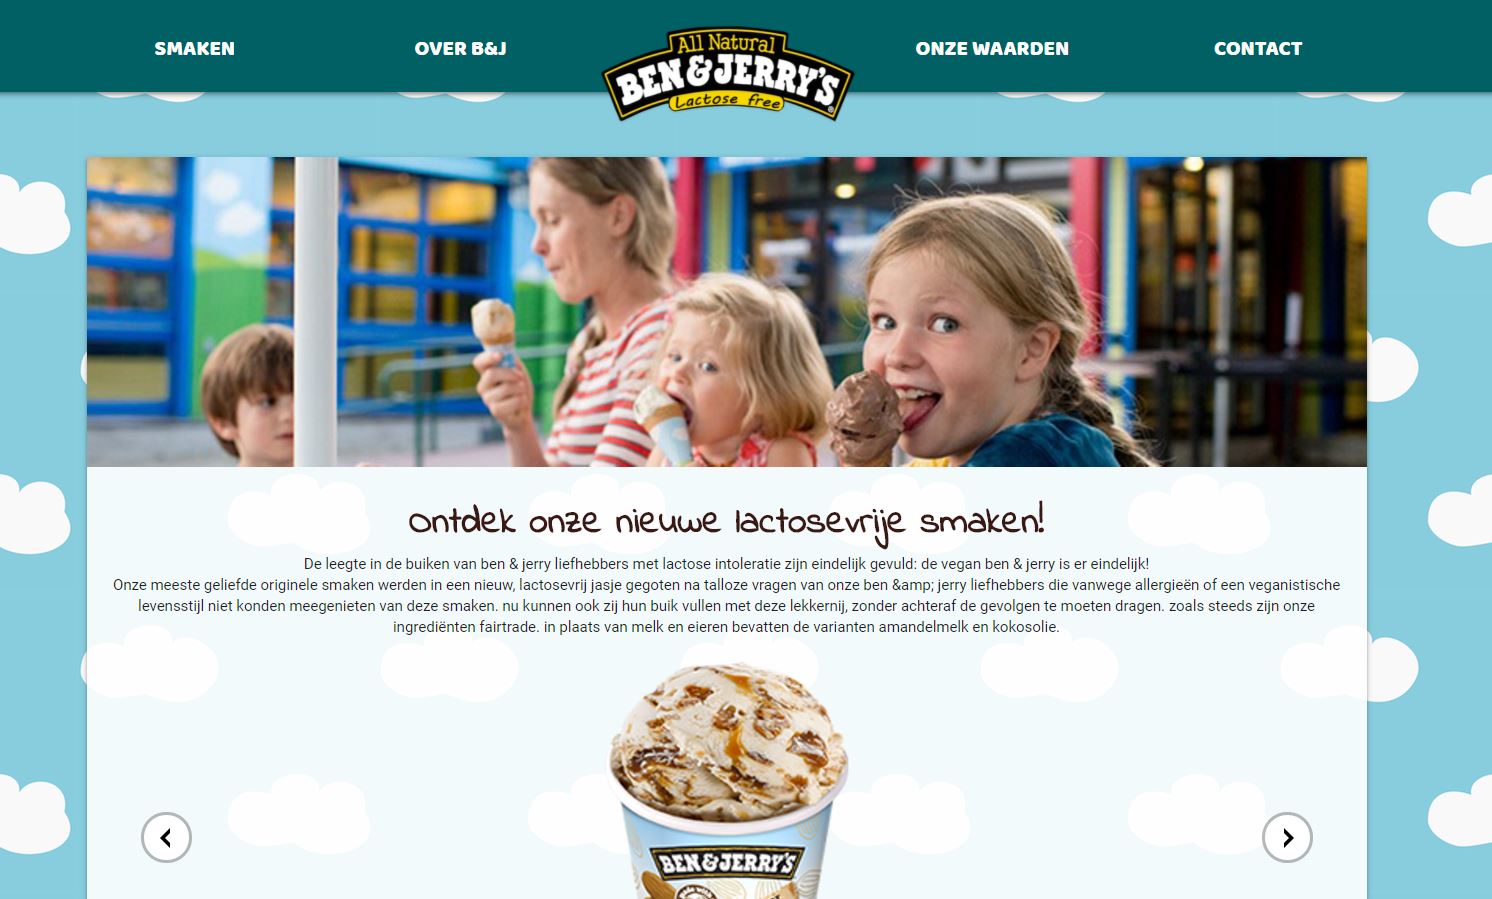 SMAKEN
OVER B&J
All Natural
BEN & JERRY'S
Lactose free
®
ONZE WAARDEN
CONTACT
Ontdek onze nieuwe lactosevrije smaken!
De leegte in de buiken van ben & jerry liefhebbers met lactose intoleratie zijn eindelijk gevuld: de vegan ben & jerry is er eindelijk!
Onze meeste geliefde originele smaken werden in een nieuw, lactosevrij jasje gegoten na talloze vragen van onze ben &amp; jerry liefhebbers die vanwege allergieën of een veganistische
levensstijl niet konden meegenieten van deze smaken. nu kunnen ook zij hun buik vullen met deze lekkernij, zonder achteraf de gevolgen te moeten dragen. zoals steeds zijn onze
ingrediënten fairtrade. in plaats van melk en eieren bevatten de varianten amandelmelk en kokosolie.
BEN & JERRY'S
made with